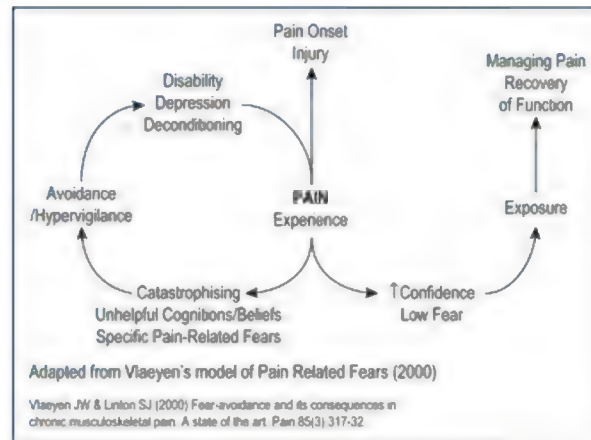 Pain Onset
Injury
Managing Pain
Recovery
of Function
Disability
Depression
Deconditioning
Avoidance
/Hypervigilance
PAIN
Experience
Exposure
Catastrophising
Unhelpful Cognitions/Beliefs
Specific Pain-Related Fears
↑Confidence
Low Fear
Adapted from Vlaeyen's model of Pain Related Fears (2000)
Vlaeyen JW & Linton SJ (2000) Fear-avoidance and its consequences in
chronic musculoskeletal pain. A state of the art. Pain 85(3) 317-32